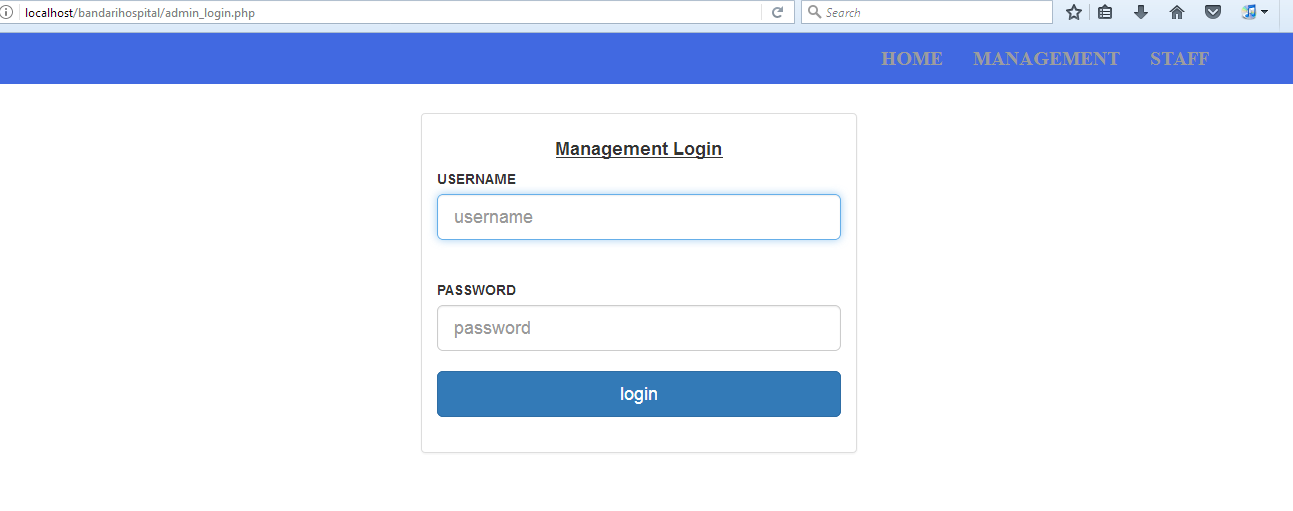 localhost/bandarihospital/admin_login.php Search
HOME MANAGEMENT STAFF
Management Login
USERNAME
username
PASSWORD
password
login